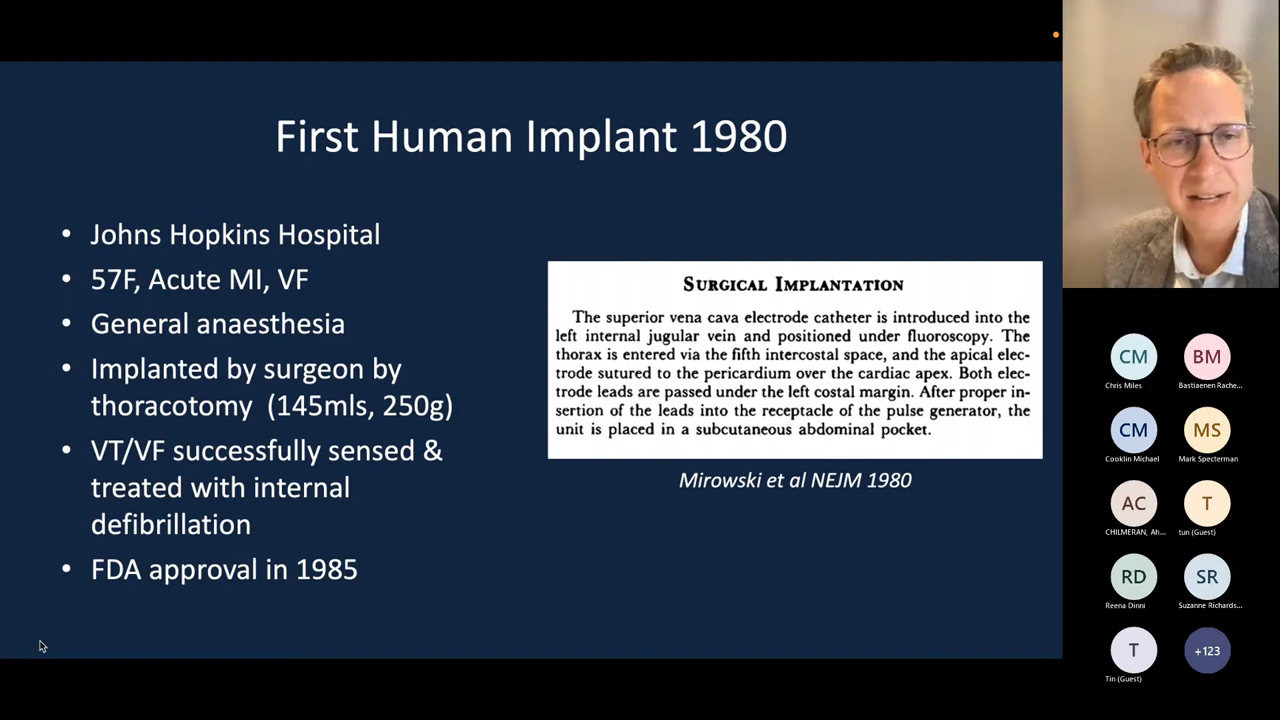 First Human Implant 1980
• Johns Hopkins Hospital
• 57F, Acute MI, VF
• General anaesthesia
• Implanted by surgeon by
thoracotomy (145mls, 250g)
• VT/VF successfully sensed &
treated with internal
defibrillation
• FDA approval in 1985
SURGICAL IMPLANTATION
The superior vena cava electrode catheter is introduced into the
left internal jugular vein and positioned under fluoroscopy. The
thorax is entered via the fifth intercostal space, and the apical elec-
trode sutured to the pericardium over the cardiac apex. Both elec-
trode leads are passed under the left costal margin. After proper in-
sertion of the leads into the receptacle of the pulse generator, the
unit is placed in a subcutaneous abdominal pocket.
Mirowski et al NEJM 1980
CM
Chris Miles
BM
Bastiaenen Rache...
CM
Cooklin Michael
MS
Mark Specterman
AC
CHILMERAN, Ah...
T
tun (Guest)
RD
Reena Dinni
SR
Suzanne Richards...
T
Tin (Guest)
+123